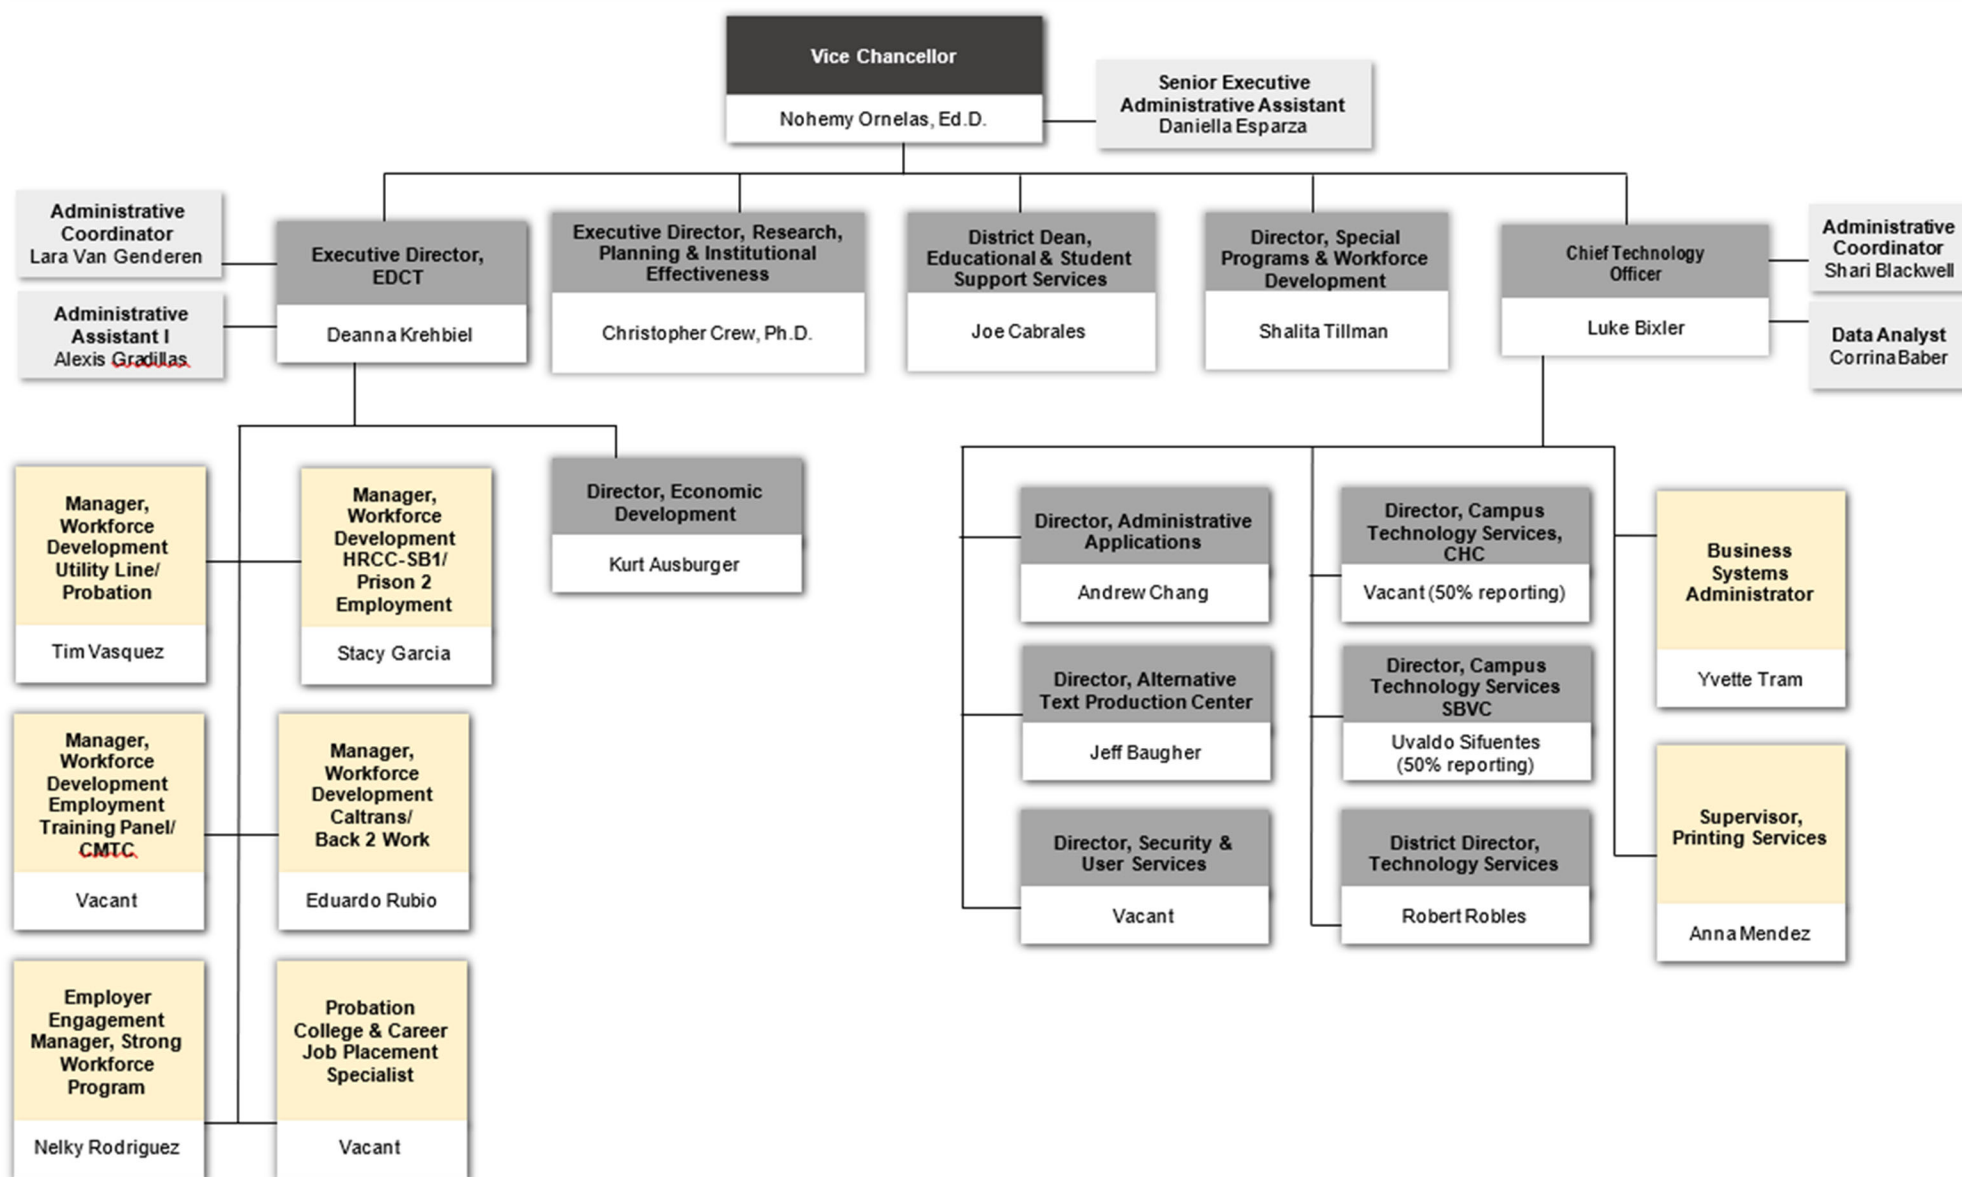 Vice Chancellor
Nohemy Ornelas, Ed.D.
Senior Executive
Administrative Assistant
Daniella Esparza
Administrative
Coordinator
Lara Van Genderen
Administrative
Assistant I
Alexis Gradillas
Executive Director,
EDCT
Deanna Krehbiel
Executive Director, Research,
Planning & Institutional
Effectiveness
Christopher Crew, Ph.D.
District Dean,
Educational & Student
Support Services
Joe Cabrales
Director, Special
Programs & Workforce
Development
Shalita Tillman
Chief Technology
Officer
Luke Bixler
Administrative
Coordinator
Shari Blackwell
Data Analyst
Corrina Baber
Manager,
Workforce
Development
Utility Line/
Probation
Tim Vasquez
Manager,
Workforce
Development
HRCC-SB1/
Prison 2
Employment
Stacy Garcia
Director, Economic
Development
Kurt Ausburger
Manager,
Workforce
Development
Employment
Training Panel/
CMTC
Vacant
Manager,
Workforce
Development
Caltrans/
Back 2 Work
Eduardo Rubio
Employer
Engagement
Manager, Strong
Workforce
Program
Nelky Rodriguez
Probation
College & Career
Job Placement
Specialist
Vacant
Director, Administrative
Applications
Andrew Chang
Director, Campus
Technology Services,
CHC
Vacant (50% reporting)
Business
Systems
Administrator
Yvette Tram
Director, Alternative
Text Production Center
Jeff Baugher
Director, Campus
Technology Services
SBVC
Uvaldo Sifuentes
(50% reporting)
Supervisor,
Printing Services
Anna Mendez
Director, Security &
User Services
Vacant
District Director,
Technology Services
Robert Robles